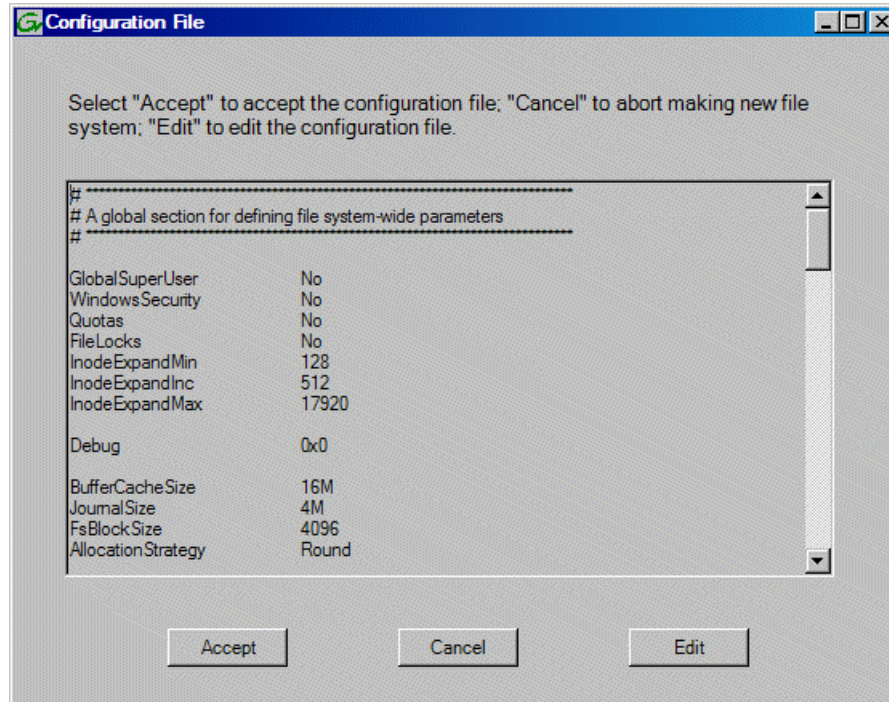 Configuration File
Select "Accept" to accept the configuration file; "Cancel" to abort making new file
system; "Edit" to edit the configuration file.
# ******************************************************************************
# A global section for defining file system-wide parameters
# ******************************************************************************
GlobalSuperUser No
WindowsSecurity No
Quotas No
FileLocks No
InodeExpandMin 128
InodeExpandInc 512
InodeExpandMax 17920
Debug 0x0
BufferCacheSize 16M
JournalSize 4M
FsBlockSize 4096
AllocationStrategy Round
Accept Cancel Edit